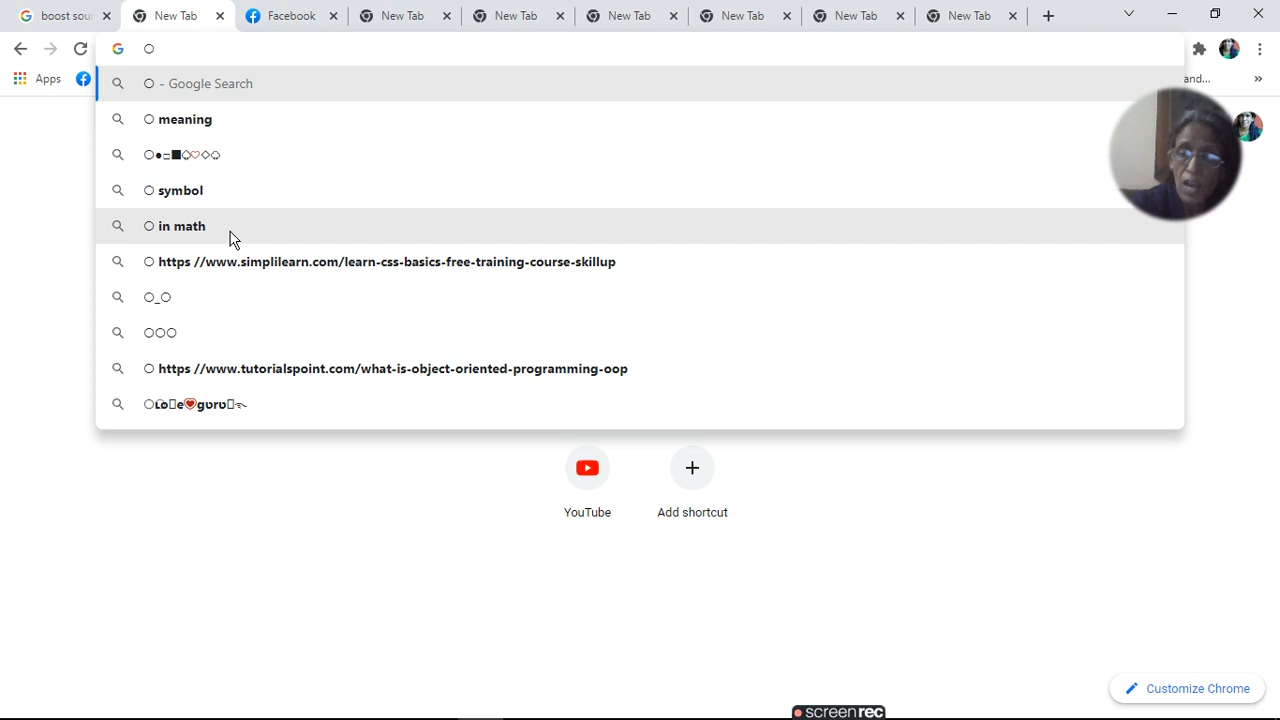 boost sou
New Tab
Facebook
New Tab
New Tab
New Tab
New Tab
New Tab
New Tab
○
Apps
and...
○ - Google Search
○ meaning
○●□■♤♡◇♧
○ symbol
○ in math
○ https //www.simplilearn.com/learn-css-basics-free-training-course-skillup
○_○
○○○
○ https //www.tutorialspoint.com/what-is-object-oriented-programming-oop
YouTube
Add shortcut
Customize Chrome
screenrec